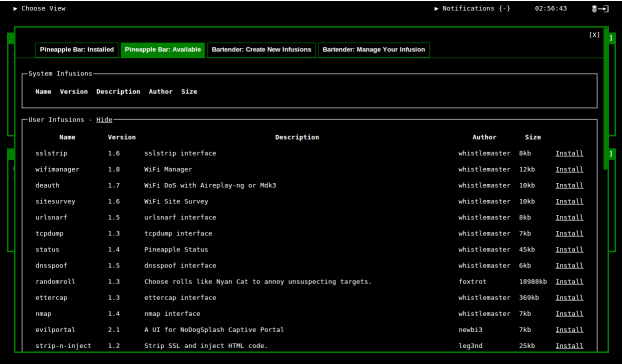 ▶ Choose View ▶ Notifications {-} 02:56:43
[X]
Pineapple Bar: Installed Pineapple Bar: Available Bartender: Create New Infusions Bartender: Manage Your Infusion
System Infusions
Name Version Description Author Size
User Infusions - Hide
Name Version Description Author Size
sslstrip 1.6 sslstrip interface whistlemaster 8kb Install
wifimanager 1.8 WiFi Manager whistlemaster 12kb Install
deauth 1.7 WiFi DoS with Aireplay-ng or Mdk3 whistlemaster 10kb Install
sitesurvey 1.6 WiFi Site Survey whistlemaster 10kb Install
urlsnarf 1.5 urlsnarf interface whistlemaster 8kb Install
tcpdump 1.3 tcpdump interface whistlemaster 7kb Install
status 1.4 Pineapple Status whistlemaster 45kb Install
dnsspoof 1.5 dnsspoof interface whistlemaster 6kb Install
randomroll 1.3 Choose rolls like Nyan Cat to annoy unsuspecting targets. foxtrot 18988kb Install
ettercap 1.3 ettercap interface whistlemaster 369kb Install
nmap 1.4 nmap interface whistlemaster 7kb Install
evilportal 2.1 A UI for NoDogSplash Captive Portal newbi3 7kb Install
strip-n-inject 1.2 Strip SSL and inject HTML code. leg3nd 25kb Install